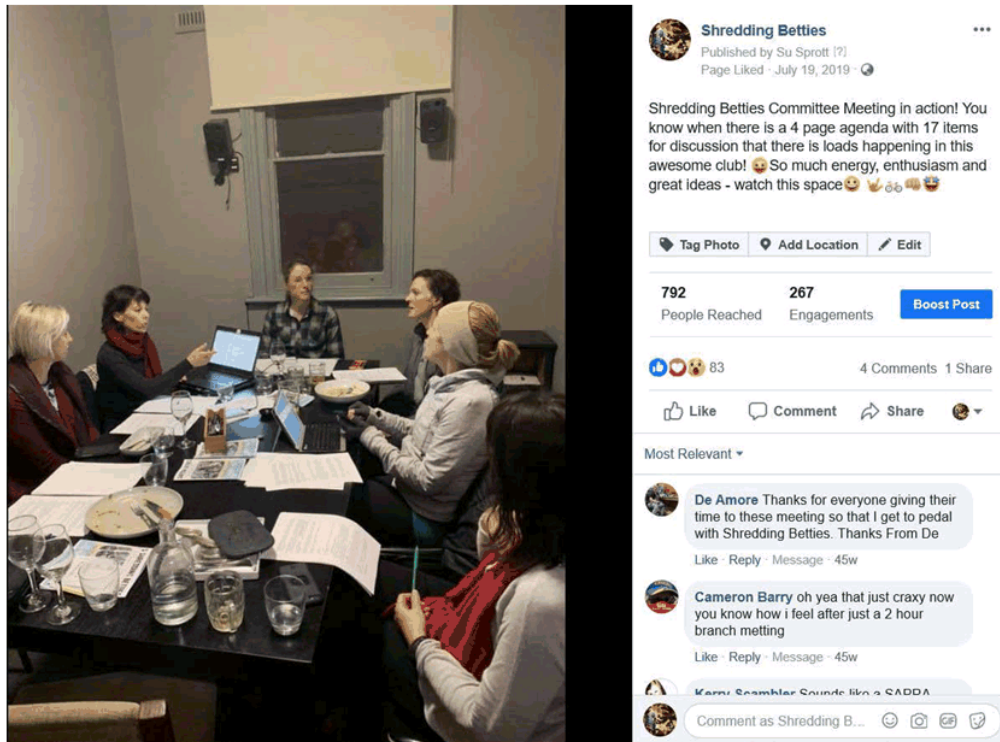 Shredding Betties
Published by Su Sprott [?]
Page Liked · July 19, 2019 ·
Shredding Betties Committee Meeting in action! You
know when there is a 4 page agenda with 17 items
for discussion that there is loads happening in this
awesome club! 😄So much energy, enthusiasm and
great ideas - watch this space😀 🤟🚲👊🤩
Tag Photo Add Location Edit
792 267
People Reached Engagements
Boost Post
83 4 Comments 1 Share
Like Comment Share
Most Relevant
De Amore Thanks for everyone giving their
time to these meeting so that I get to pedal
with Shredding Betties. Thanks From De
Like · Reply · Message · 45w
Cameron Barry oh yea that just craxy now
you know how i feel after just a 2 hour
branch metting
Like · Reply · Message · 45w
Kerry Scambler Sounds like a SAPPA
Comment as Shredding B...
GIF